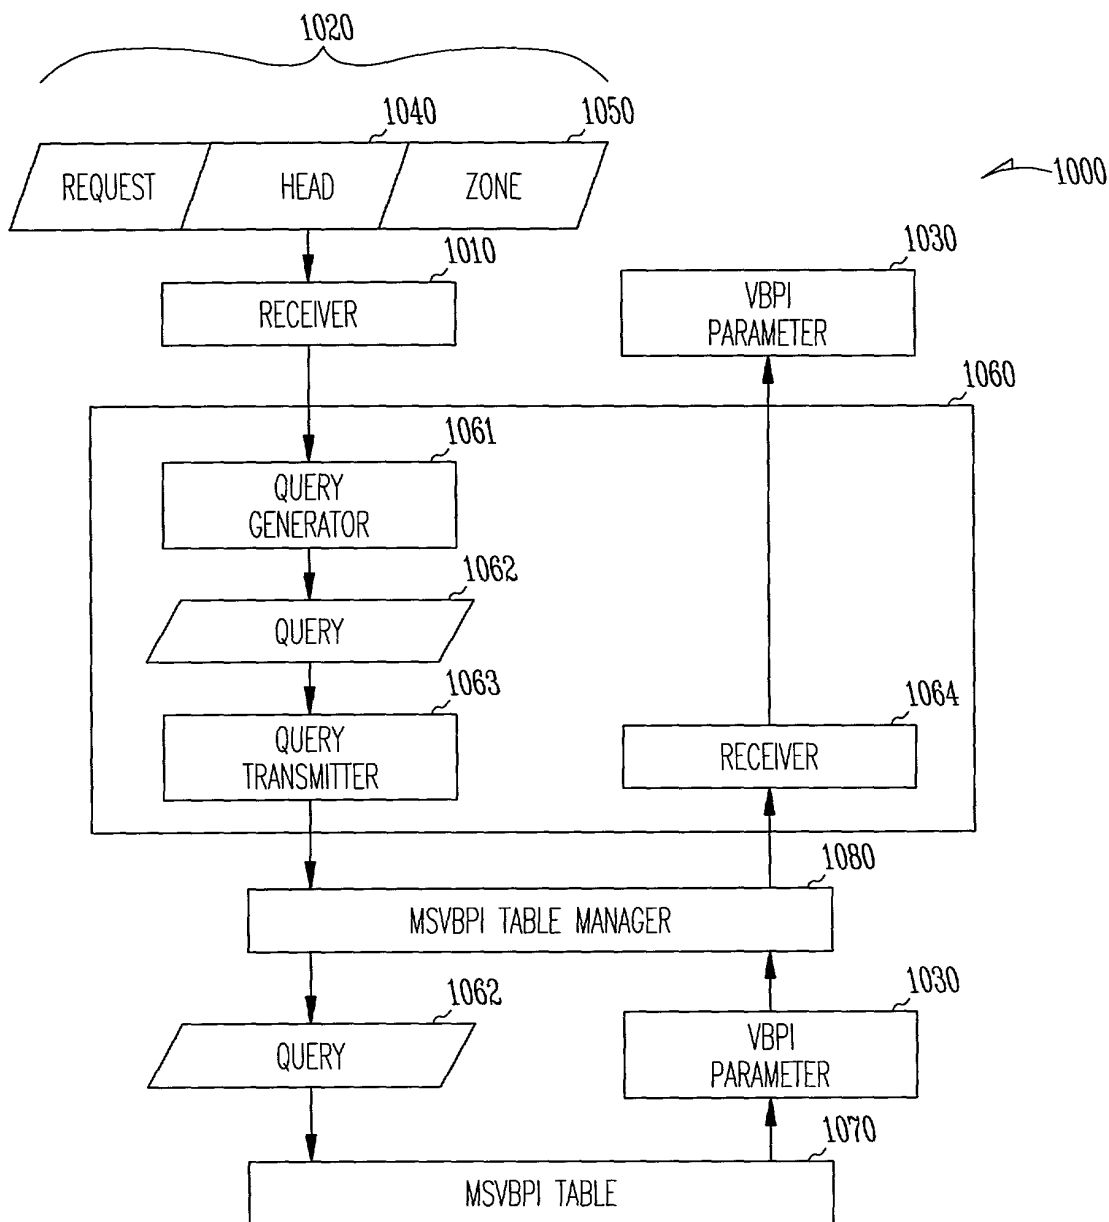 1020
1040
1050
REQUEST
HEAD
ZONE
1000
1010
RECEIVER
1030
VBPI
PARAMETER
1060
1061
QUERY
GENERATOR
1062
QUERY
1063
QUERY
TRANSMITTER
1064
RECEIVER
1080
MSVBPI TABLE MANAGER
1062
QUERY
1030
VBPI
PARAMETER
1070
MSVBPI TABLE